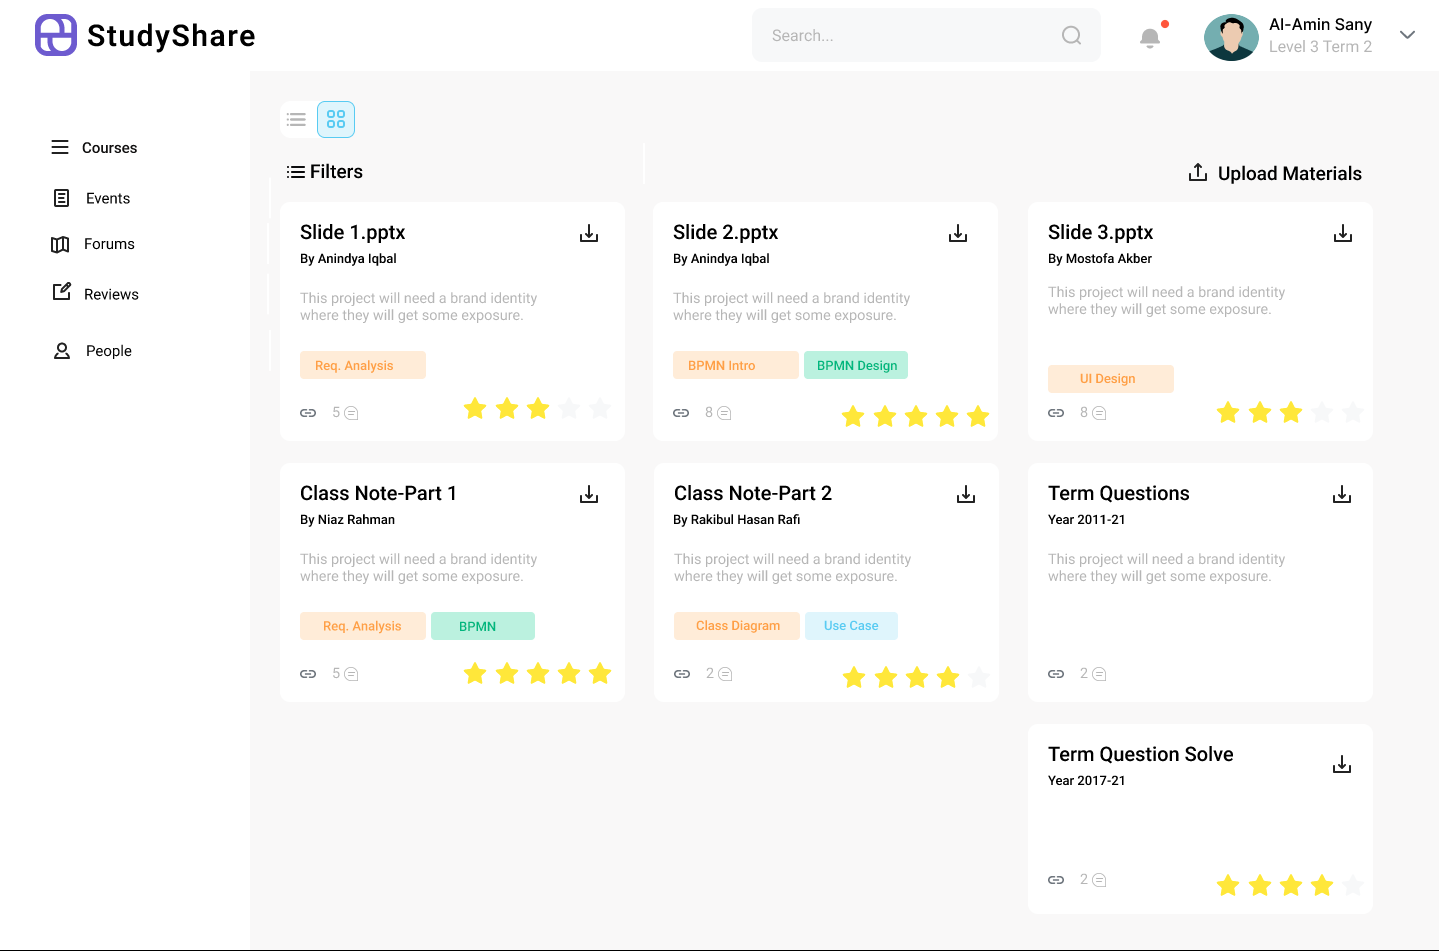 StudyShare
Search...
Al-Amin Sany
Level 3 Term 2
Courses
Events
Forums
Reviews
People
Filters
Upload Materials
Slide 1.pptx
By Anindya Iqbal
This project will need a brand identity
where they will get some exposure.
Req. Analysis
5
Slide 2.pptx
By Anindya Iqbal
This project will need a brand identity
where they will get some exposure.
BPMN Intro
BPMN Design
8
Slide 3.pptx
By Mostofa Akber
This project will need a brand identity
where they will get some exposure.
UI Design
8
Class Note-Part 1
By Niaz Rahman
This project will need a brand identity
where they will get some exposure.
Req. Analysis
BPMN
5
Class Note-Part 2
By Rakibul Hasan Rafi
This project will need a brand identity
where they will get some exposure.
Class Diagram
Use Case
2
Term Questions
Year 2011-21
This project will need a brand identity
where they will get some exposure.
2
Term Question Solve
Year 2017-21
2